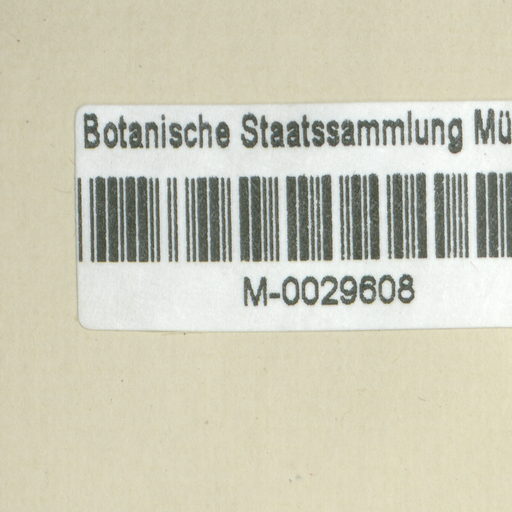 Botanische Staatssammlung Mü
M-0029608